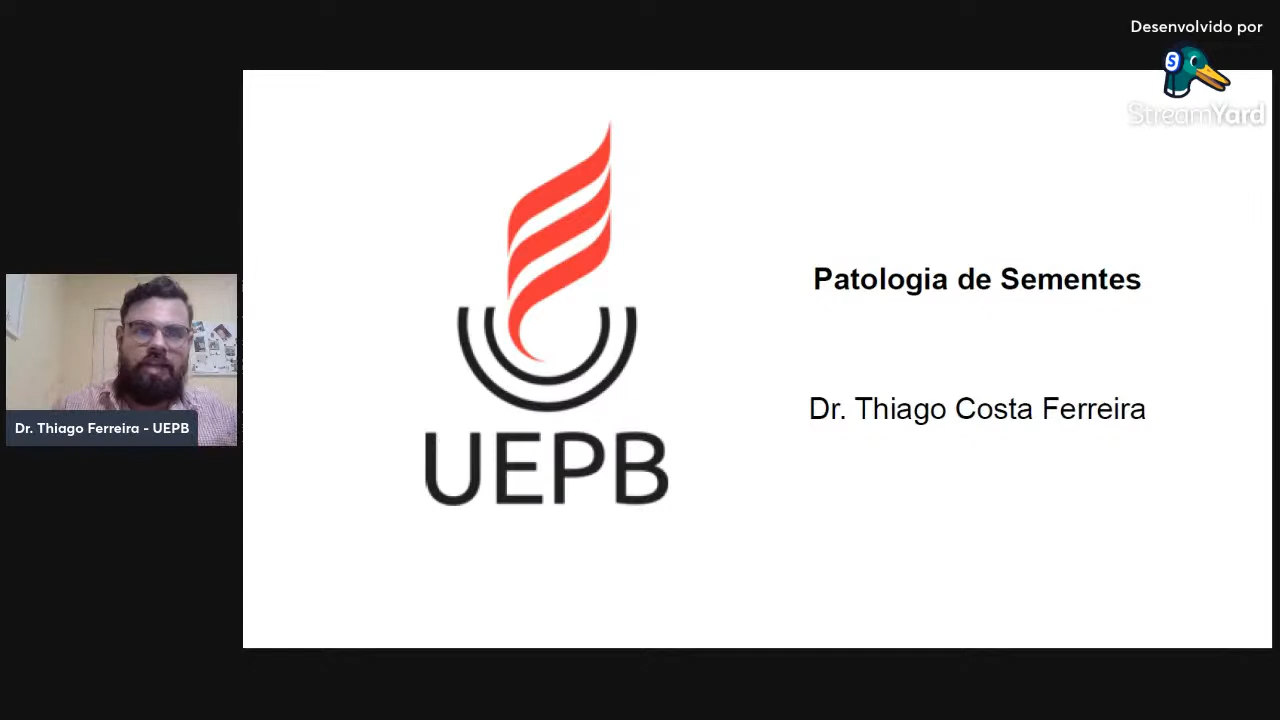 Desenvolvido por
StreamYard
UEPB
Patologia de Sementes
Dr. Thiago Costa Ferreira
Dr. Thiago Ferreira - UEPB